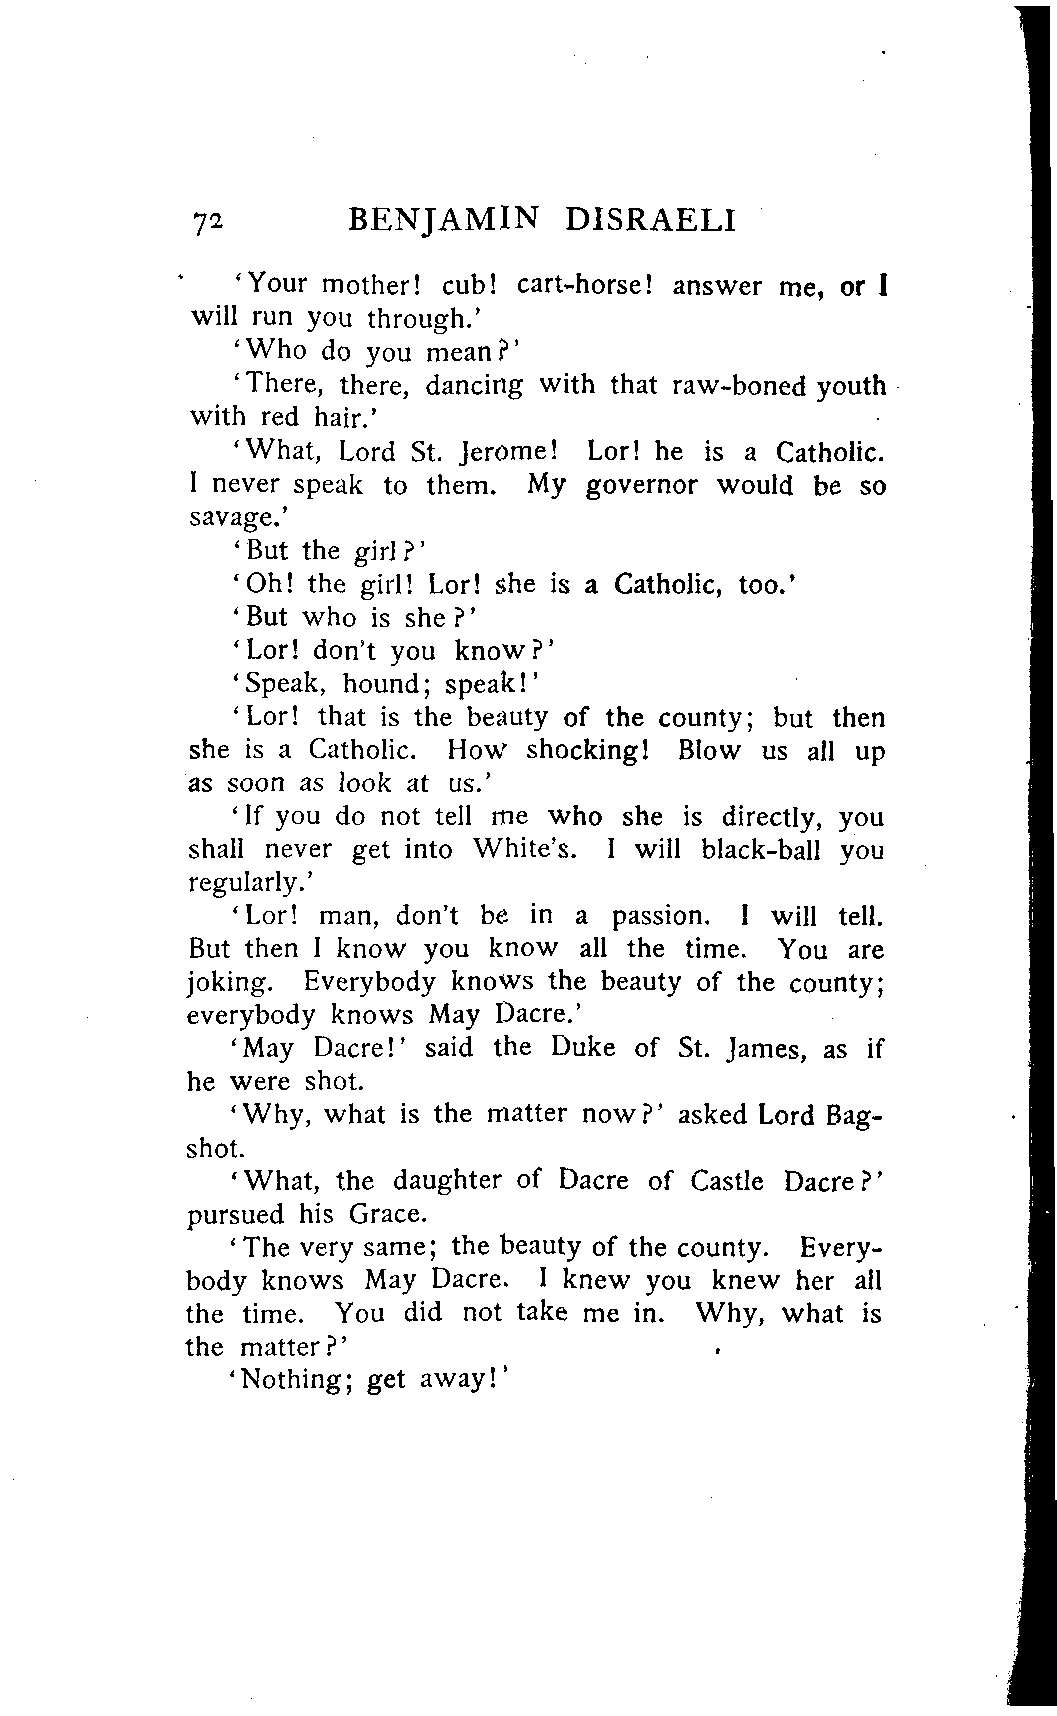 72 BENJAMIN DISRAELI
'Your mother! cub! cart-horse! answer me, or I
will run you through.'
'Who do you mean?'
'There, there, dancing with that raw-boned youth
with red hair.'
'What, Lord St. Jerome! Lor! he is a Catholic.
I never speak to them. My governor would be so
savage.'
'But the girl?'
'Oh! the girl! Lor! she is a Catholic, too.'
'But who is she?'
'Lor! don't you know?'
'Speak, hound; speak!'
'Lor! that is the beauty of the county; but then
she is a Catholic. How shocking! Blow us all up
as soon as look at us.'
'If you do not tell me who she is directly, you
shall never get into White's. I will black-ball you
regularly.'
'Lor! man, don't be in a passion. I will tell.
But then I know you know all the time. You are
joking. Everybody knows the beauty of the county;
everybody knows May Dacre.'
'May Dacre!' said the Duke of St. James, as if
he were shot.
'Why, what is the matter now?' asked Lord Bag-
shot.
'What, the daughter of Dacre of Castle Dacre?'
pursued his Grace.
'The very same; the beauty of the county. Every-
body knows May Dacre. I knew you knew her all
the time. You did not take me in. Why, what is
the matter?'
'Nothing; get away!'